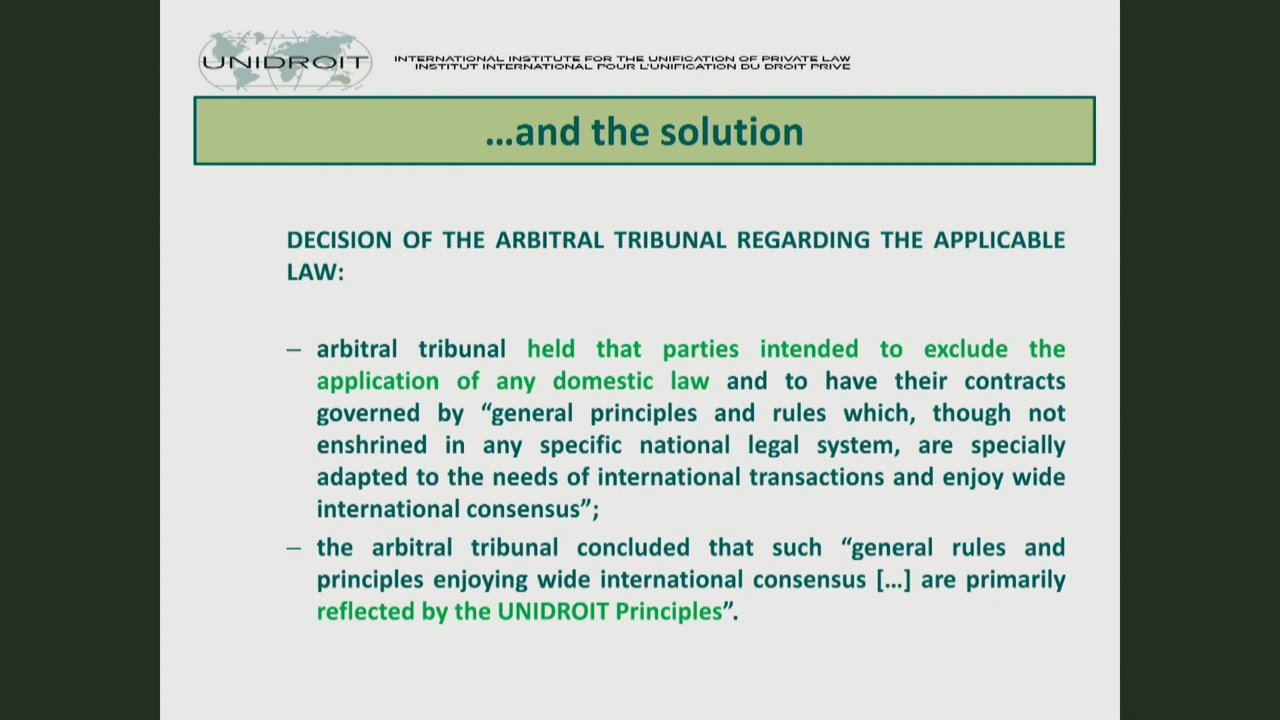 UNIDROIT
INTERNATIONAL INSTITUTE FOR THE UNIFICATION OF PRIVATE LAW
INSTITUT INTERNATIONAL POUR L'UNIFICATION DU DROIT PRIVE
…and the solution
DECISION OF THE ARBITRAL TRIBUNAL REGARDING THE APPLICABLE
LAW:
– arbitral tribunal held that parties intended to exclude the
application of any domestic law and to have their contracts
governed by “general principles and rules which, though not
enshrined in any specific national legal system, are specially
adapted to the needs of international transactions and enjoy wide
international consensus”;
– the arbitral tribunal concluded that such “general rules and
principles enjoying wide international consensus […] are primarily
reflected by the UNIDROIT Principles”.